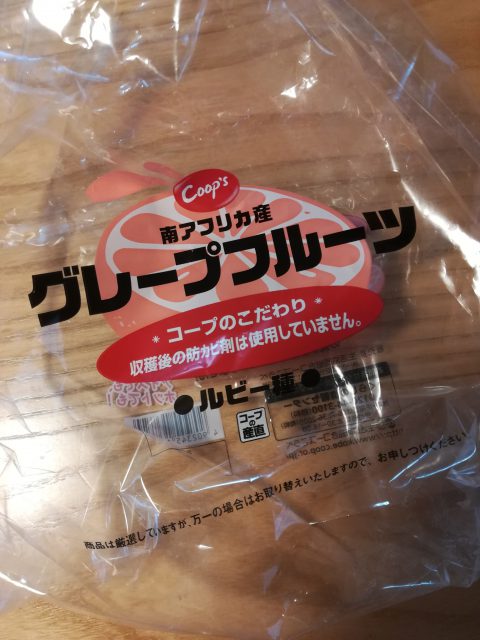 Coop's
南アフリカ産
グレープフルーツ
コープのこだわり
収穫後の防カビ剤は使用していません。
●ルビー種●
コープの
産直
商品は厳選していますが、万一の場合はお取り替えいたしますので、お申しつけください